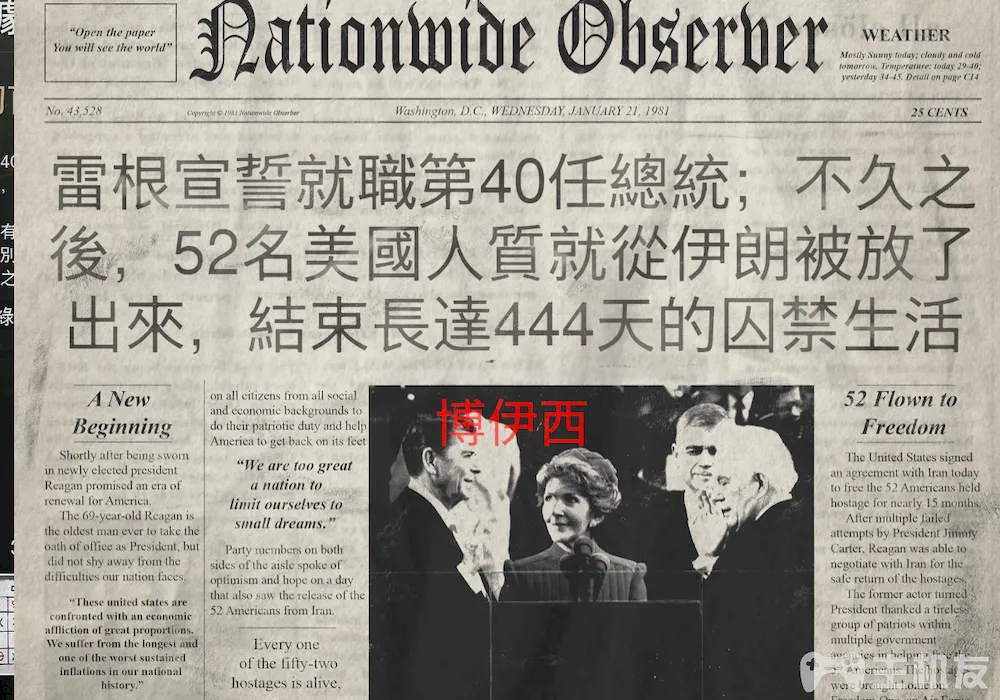 “Open the paper
You will see the world”
Nationwide Observer
WEATHER
Mostly Sunny today; cloudy and cold
tomorrow. Temperature: today 29-40;
yesterday 34-45. Detail on page C14
No. 43,528
Copyright © 1981 Nationwide Observer
Washington, D.C., WEDNESDAY, JANUARY 21, 1981
25 CENTS
雷根宣誓就職第40任總統；不久之
後，52名美國人質就從伊朗被放了
出來，結束長達444天的囚禁生活
A New
Beginning
Shortly after being sworn
in newly elected president
Reagan promised an era of
renewal for America.
The 69-year-old Reagan is
the oldest man ever to take the
oath of office as President, but
did not shy away from the
difficulties our nation faces.
“These united states are
confronted with an economic
affliction of great proportions.
We suffer from the longest and
one of the worst sustained
inflations in our national
history.”
on all citizens from all social
and economic backgrounds to
do their patriotic duty and help
America to get back on its feet
“We are too great
a nation to
limit ourselves to
small dreams.”
Party members on both
sides of the aisle spoke of
optimism and hope on a day
that also saw the release of the
52 Americans from Iran.
Every one
of the fifty-two
hostages is alive,
博伊西
52 Flown to
Freedom
The United States signed
an agreement with Iran today
to free the 52 Americans held
hostage for nearly 15 months.
After multiple failed
attempts by President Jimmy
Carter, Reagan was able to
negotiate with Iran for the
safe return of the hostages.
The former actor turned
President thanked a tireless
group of patriots within
multiple government
agencies in helping free the